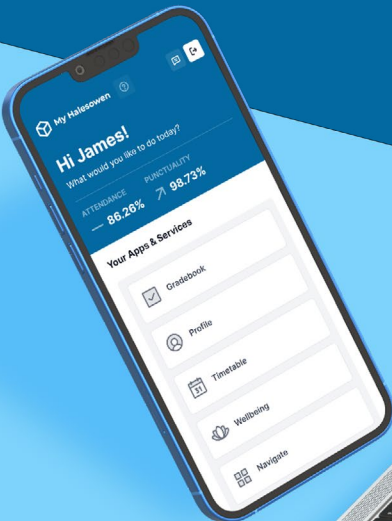 My Halesowen
Hi James!
What would you like to do today?
ATTENDANCE PUNCTUALITY
86.26% 98.73%
Your Apps & Services
Gradebook
Profile
31
Timetable
Wellbeing
Navigate